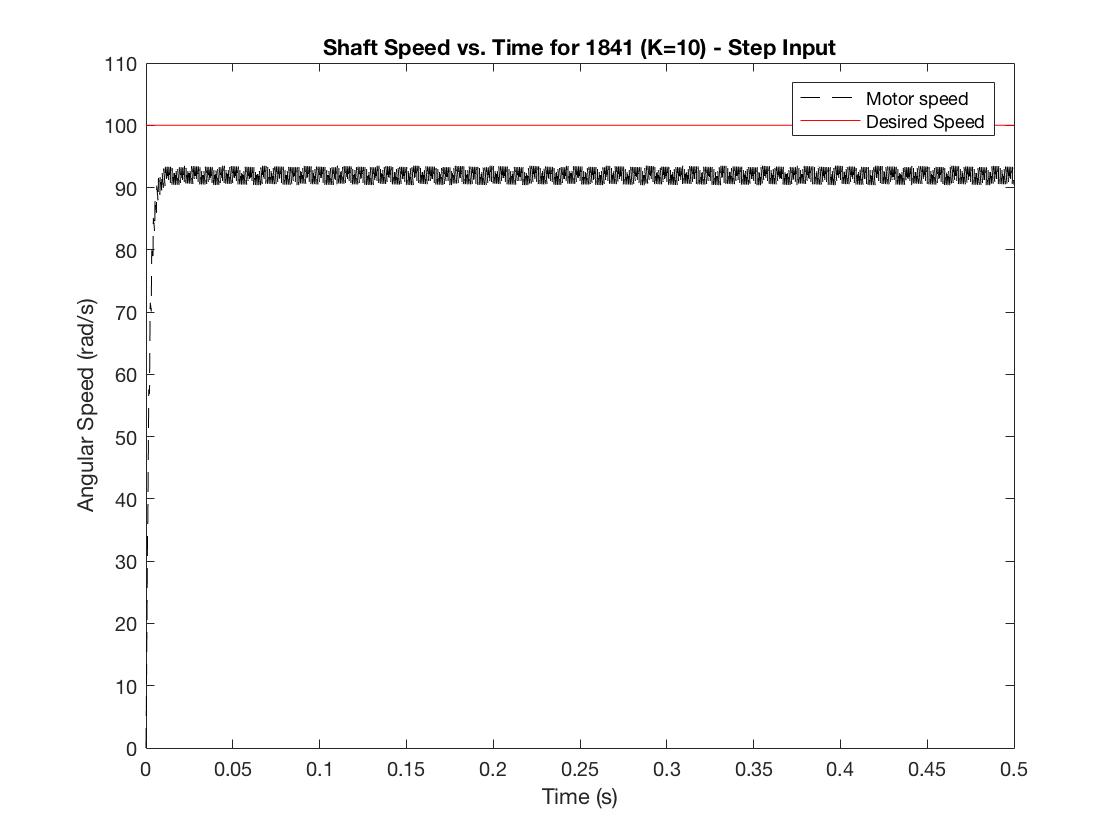 Shaft Speed vs. Time for 1841 (K=10) - Step Input
110
100
90
80
70
60
50
40
30
20
10
0
Angular Speed (rad/s)
Motor speed
Desired Speed
0 0.05 0.1 0.15 0.2 0.25 0.3 0.35 0.4 0.45 0.5
Time (s)